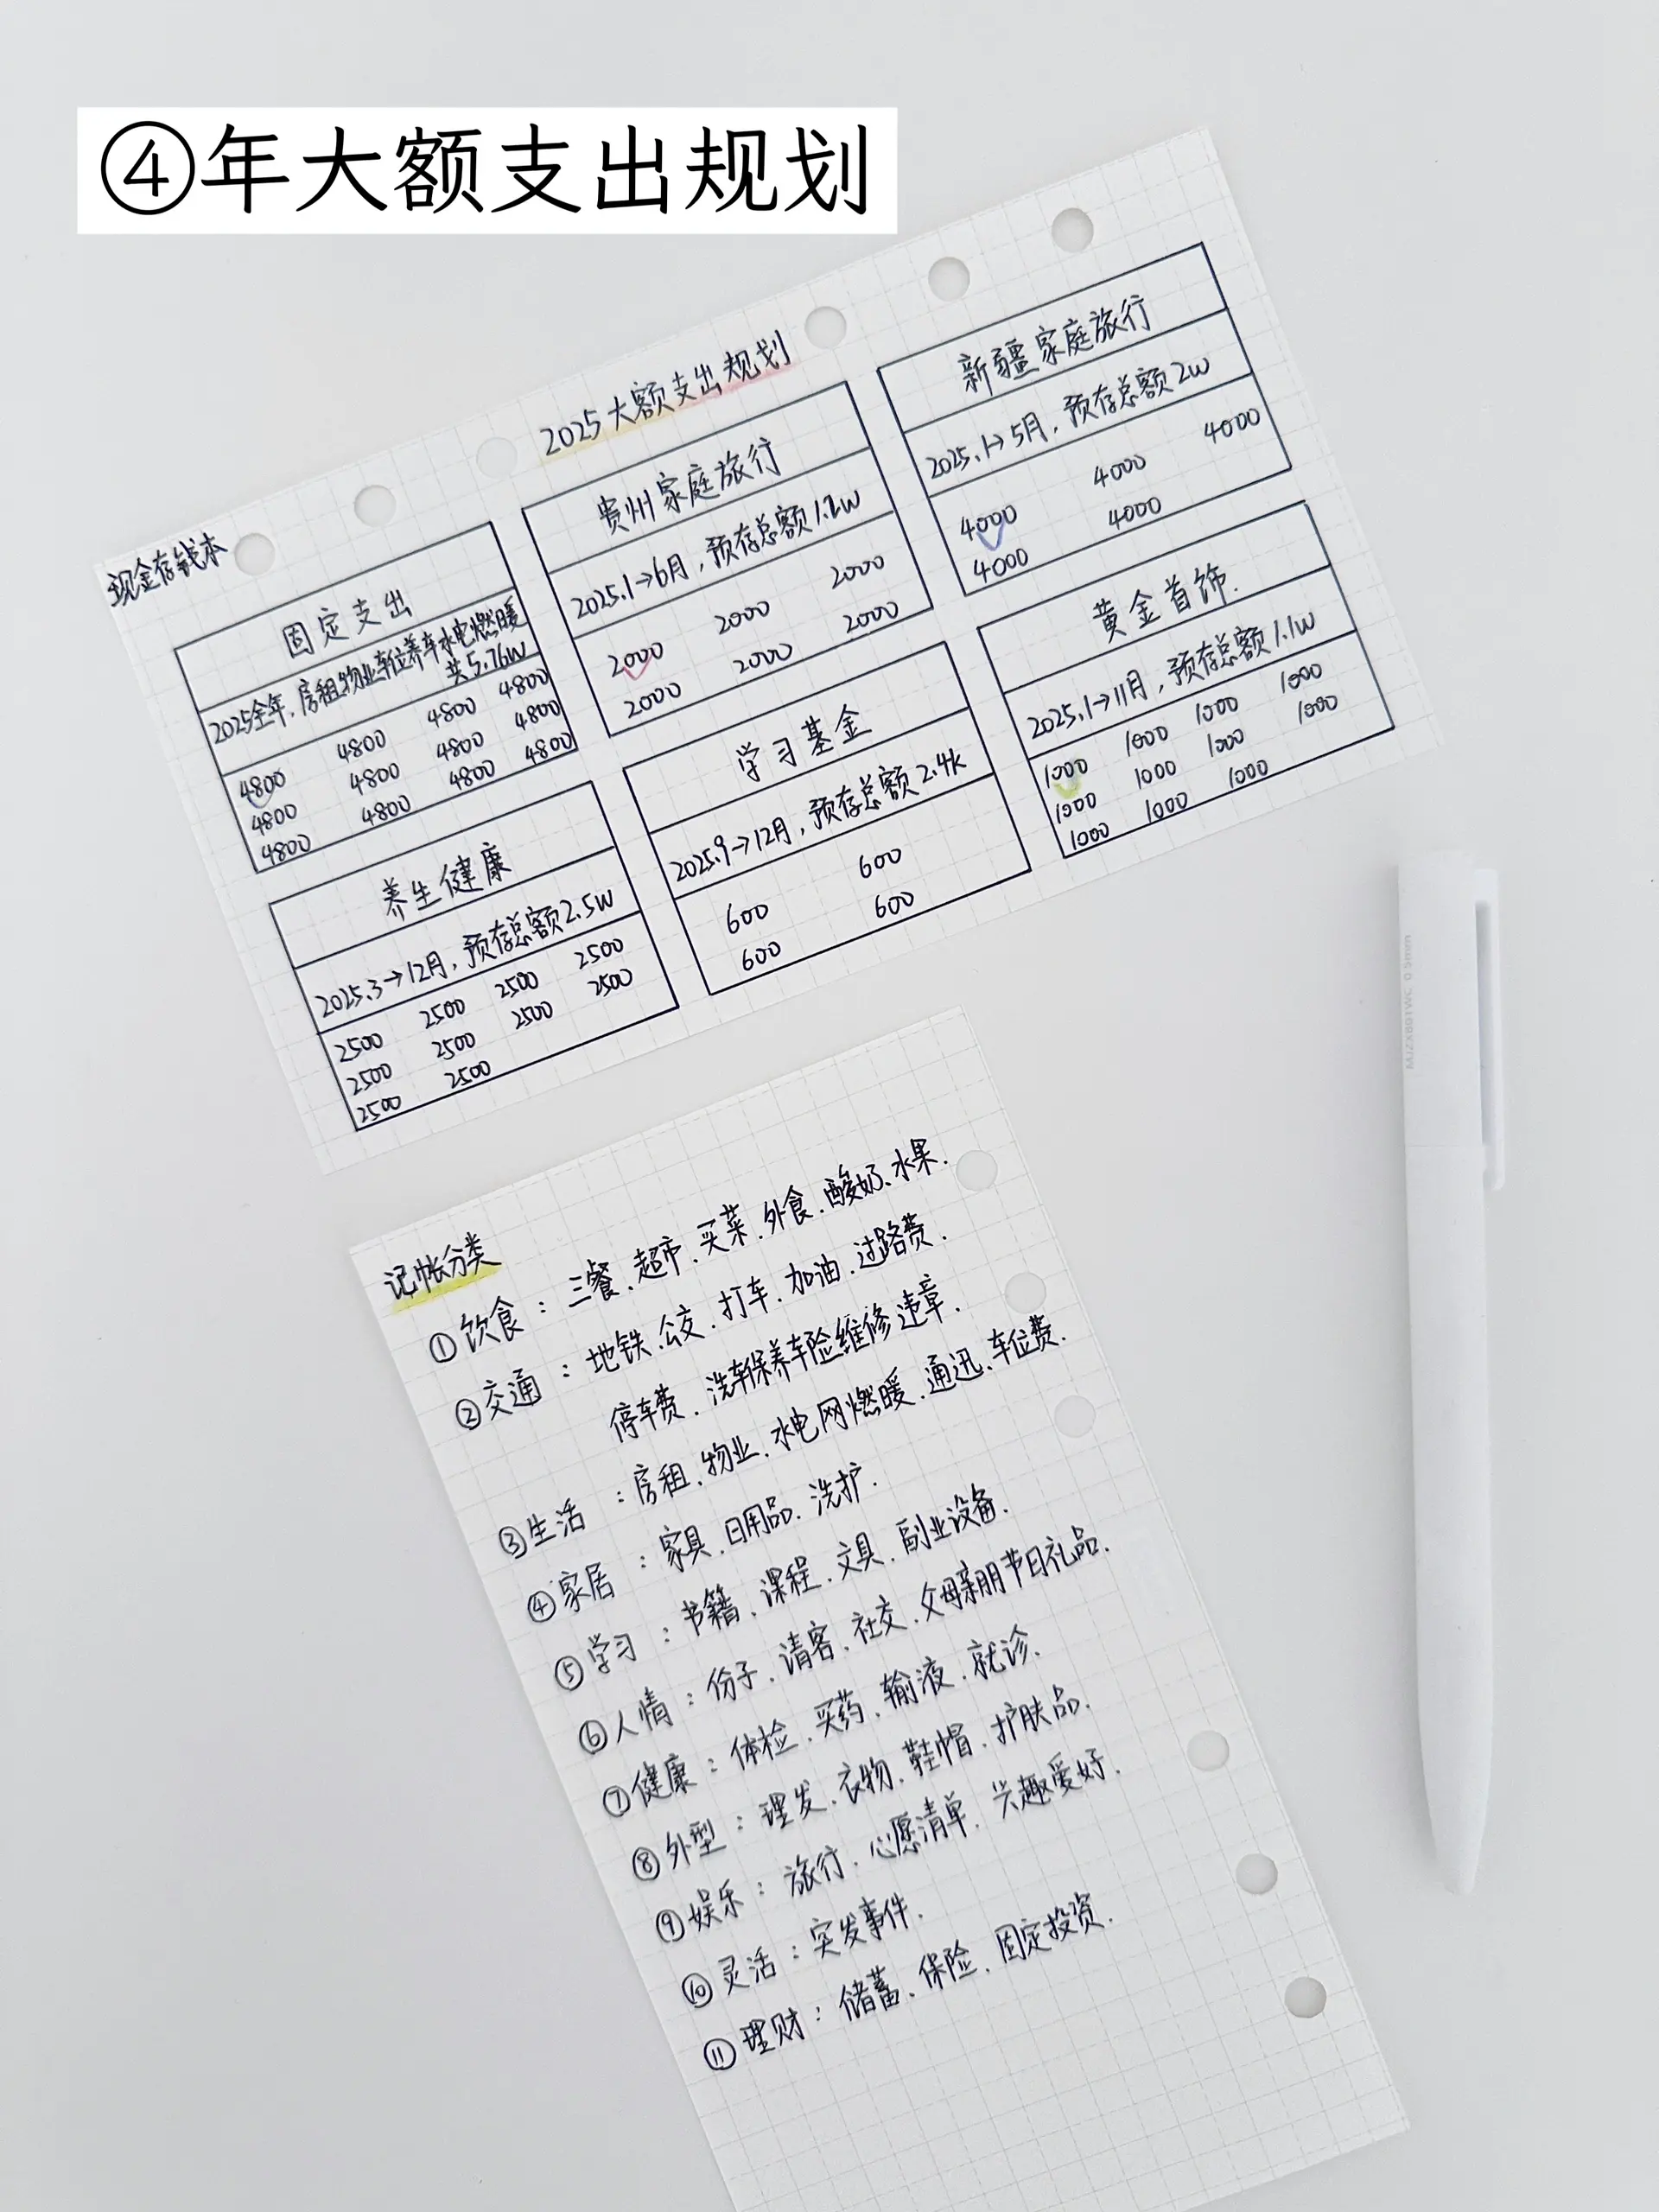 ④年大额支出规划
现金存钱本
2025大额支出规划
固定支出
2025全年,房租物业车位养车水电燃暖
共5.76w
4800 4800 4800 4800
4800 4800 4800 4800
4800 4800 4800 4800
贵州家庭旅行
2025.1→6月,预存总额1.2w
2000 2000 2000
2000 2000 2000
新疆家庭旅行
2025.1→5月,预存总额2w
4000 4000 4000
4000 4000
养生健康
2025.3→12月,预存总额2.5w
2500 2500 2500 2500
2500 2500 2500 2500
2500 2500
学习基金
2025.9→12月,预存总额2.4k
600 600
600 600
黄金首饰.
2025.1→11月,预存总额1.1w
1000 1000 1000 1000
1000 1000 1000 1000
1000 1000 1000
记帐分类
①饮食:三餐、超市、买菜、外食、酸奶、水果.
②交通:地铁、公交、打车、加油、过路费、
停车费、洗车保养车险维修违章.
③生活:房租、物业、水电网燃暖、通迅、车位费.
④家居:家具、日用品、洗护.
⑤学习:书籍、课程、文具、副业设备.
⑥人情:份子、请客、社交、父母亲朋节日礼品.
⑦健康:体检、买药、输液、就诊.
⑧外型:理发、衣物、鞋帽、护肤品.
⑨娱乐:旅行、心愿清单、兴趣爱好.
⑩灵活:突发事件.
⑪理财:储蓄、保险、固定投资.
MJZXB01WC 0.5mm